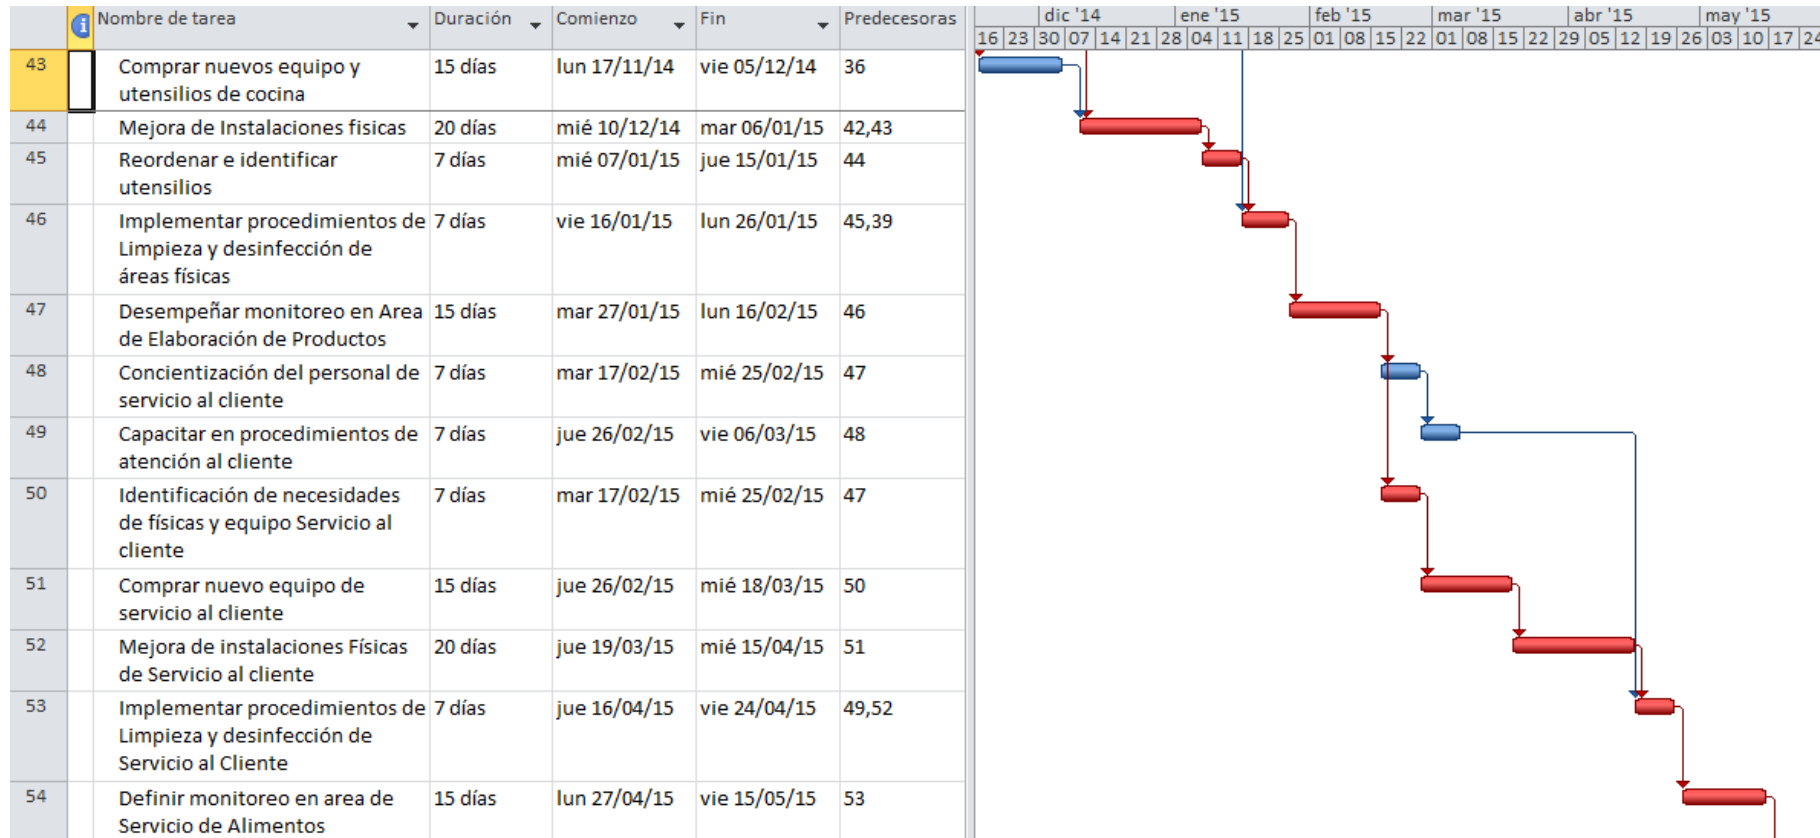 Nombre de tarea Duración Comienzo Fin Predecesoras
dic '14 ene '15 feb '15 mar '15 abr '15 may '15
16 23 30 07 14 21 28 04 11 18 25 01 08 15 22 01 08 15 22 29 05 12 19 26 03 10 17 24
43 Comprar nuevos equipo y 15 días lun 17/11/14 vie 05/12/14 36
utensilios de cocina
44 Mejora de Instalaciones fisicas 20 días mié 10/12/14 mar 06/01/15 42,43
45 Reordenar e identificar 7 días mié 07/01/15 jue 15/01/15 44
utensilios
46 Implementar procedimientos de 7 días vie 16/01/15 lun 26/01/15 45,39
Limpieza y desinfección de
áreas físicas
47 Desempeñar monitoreo en Area 15 días mar 27/01/15 lun 16/02/15 46
de Elaboración de Productos
48 Concientización del personal de 7 días mar 17/02/15 mié 25/02/15 47
servicio al cliente
49 Capacitar en procedimientos de 7 días jue 26/02/15 vie 06/03/15 48
atención al cliente
50 Identificación de necesidades 7 días mar 17/02/15 mié 25/02/15 47
de físicas y equipo Servicio al
cliente
51 Comprar nuevo equipo de 15 días jue 26/02/15 mié 18/03/15 50
servicio al cliente
52 Mejora de instalaciones Físicas 20 días jue 19/03/15 mié 15/04/15 51
de Servicio al cliente
53 Implementar procedimientos de 7 días jue 16/04/15 vie 24/04/15 49,52
Limpieza y desinfección de
Servicio al Cliente
54 Definir monitoreo en area de 15 días lun 27/04/15 vie 15/05/15 53
Servicio de Alimentos